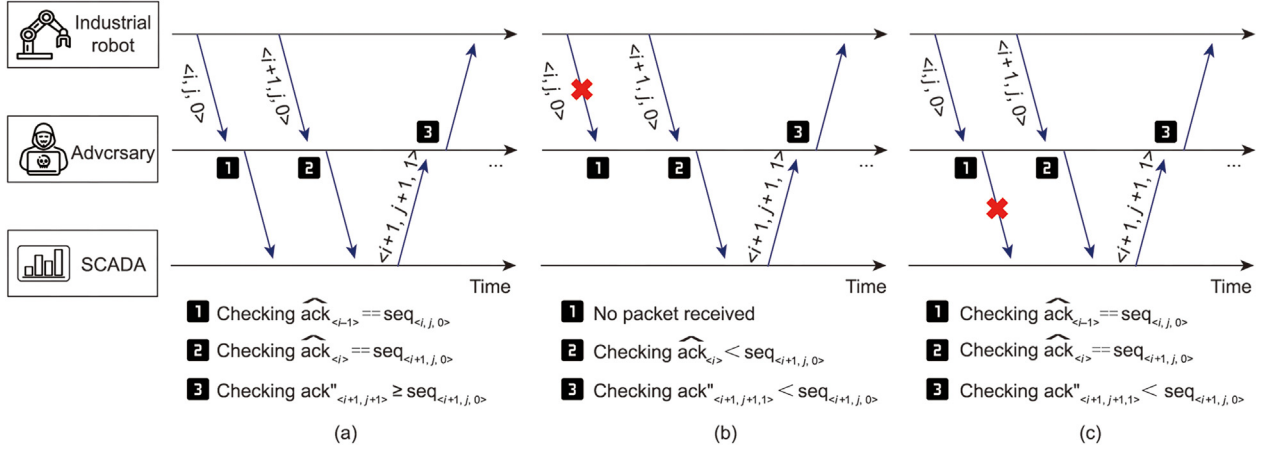 Industrial
robot
Advcrsary
SCADA
<i, j, 0>
<i+1, j, 0>
1
2
3
<i+1, j+1, 1>
...
Time
1 Checking ack^<i–1> == seq<i, j, 0>
2 Checking ack^<i> == seq<i+1, j, 0>
3 Checking ack"<i+1, j+1> ≥ seq<i+1, j, 0>
(a)
<i, j, 0>
<i+1, j, 0>
1
2
3
<i+1, j+1, 1>
...
Time
1 No packet received
2 Checking ack^<i> < seq<i+1, j, 0>
3 Checking ack"<i+1, j+1,1> < seq<i+1, j, 0>
(b)
<i, j, 0>
<i+1, j, 0>
1
2
3
<i+1, j+1, 1>
...
Time
1 Checking ack^<i–1> == seq<i, j, 0>
2 Checking ack^<i> == seq<i+1, j, 0>
3 Checking ack"<i+1, j+1,1> < seq<i+1, j, 0>
(c)